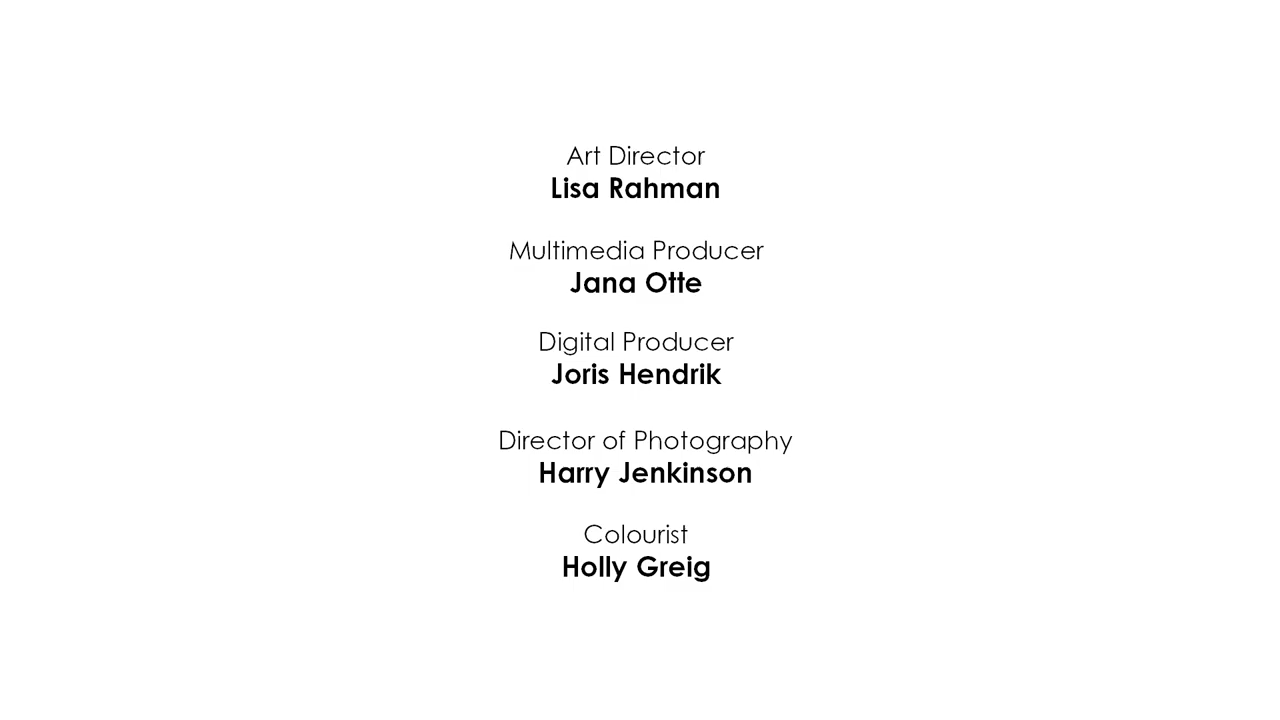 Art Director
Lisa Rahman
Multimedia Producer
Jana Otte
Digital Producer
Joris Hendrik
Director of Photography
Harry Jenkinson
Colourist
Holly Greig